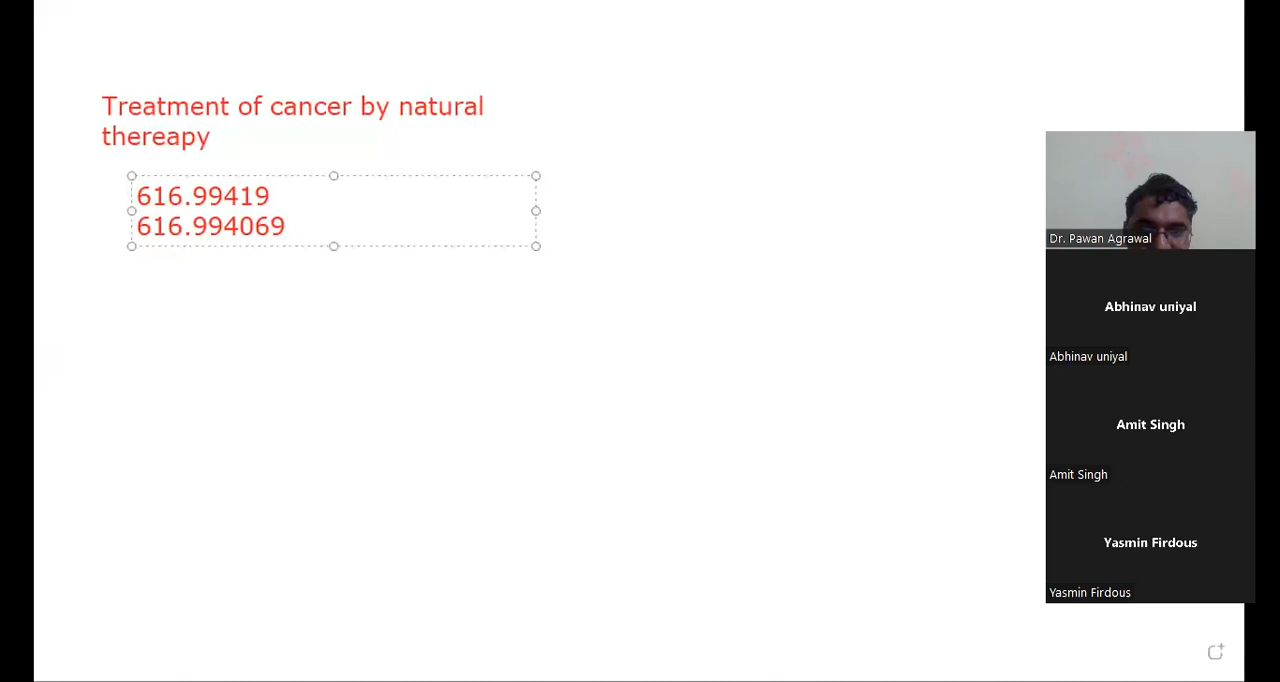 Treatment of cancer by natural
thereapy
616.99419
616.994069
Dr. Pawan Agrawal
Abhinav uniyal
Abhinav uniyal
Amit Singh
Amit Singh
Yasmin Firdous
Yasmin Firdous